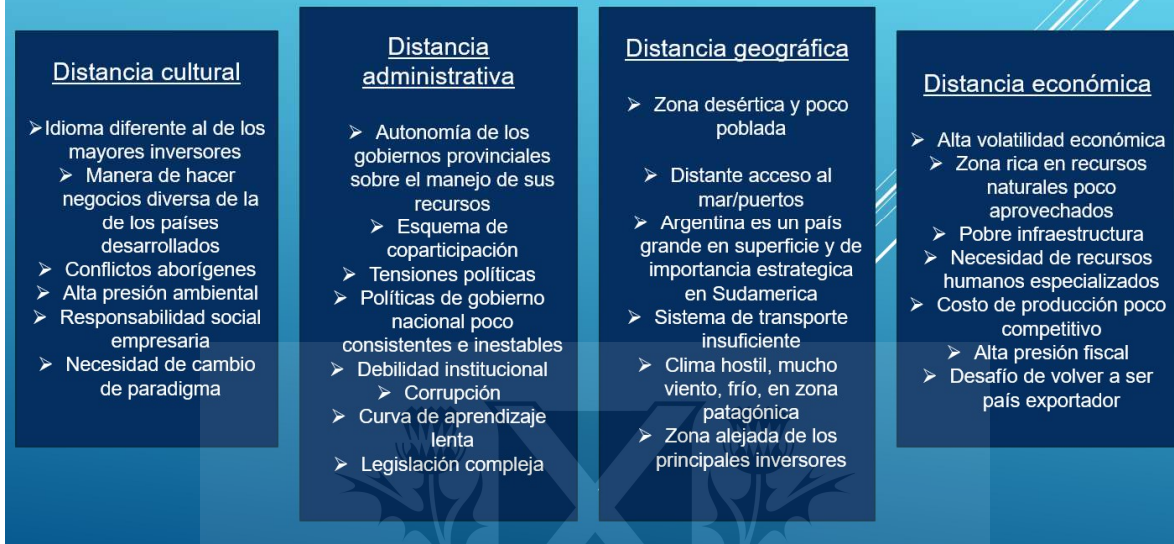 Distancia cultural
➢Idioma diferente al de los
mayores inversores
➢ Manera de hacer
negocios diversa de la
de los países
desarrollados
➢ Conflictos aborígenes
➢ Alta presión ambiental
➢ Responsabilidad social
empresaria
➢ Necesidad de cambio
de paradigma
Distancia
administrativa
➢ Autonomía de los
gobiernos provinciales
sobre el manejo de sus
recursos
➢ Esquema de
coparticipación
➢ Tensiones políticas
➢ Políticas de gobierno
nacional poco
consistentes e inestables
➢ Debilidad institucional
➢ Corrupción
➢ Curva de aprendizaje
lenta
➢ Legislación compleja
Distancia geográfica
➢ Zona desértica y poco
poblada
➢ Distante acceso al
mar/puertos
➢ Argentina es un país
grande en superficie y de
importancia estrategica
en Sudamerica
➢ Sistema de transporte
insuficiente
➢ Clima hostil, mucho
viento, frío, en zona
patagónica
➢ Zona alejada de los
principales inversores
Distancia económica
➢ Alta volatilidad económica
➢ Zona rica en recursos
naturales poco
aprovechados
➢ Pobre infraestructura
➢ Necesidad de recursos
humanos especializados
➢ Costo de producción poco
competitivo
➢ Alta presión fiscal
➢ Desafío de volver a ser
país exportador